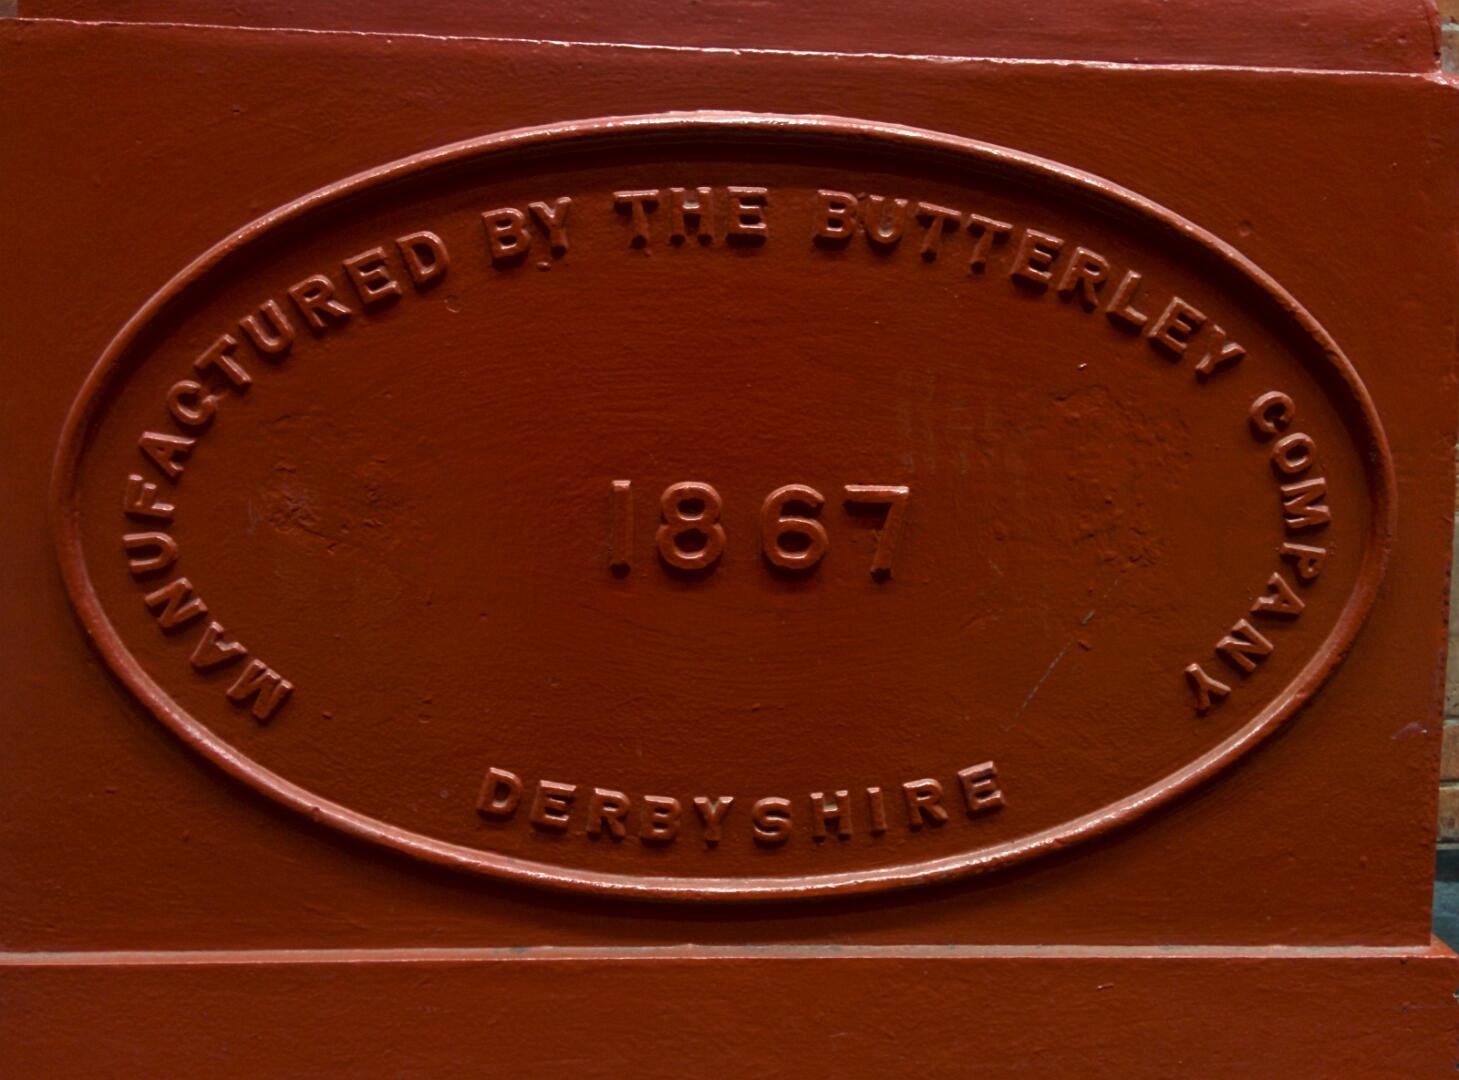 MANUFACTURED BY THE BUTTERLEY COMPANY
1867
DERBYSHIRE